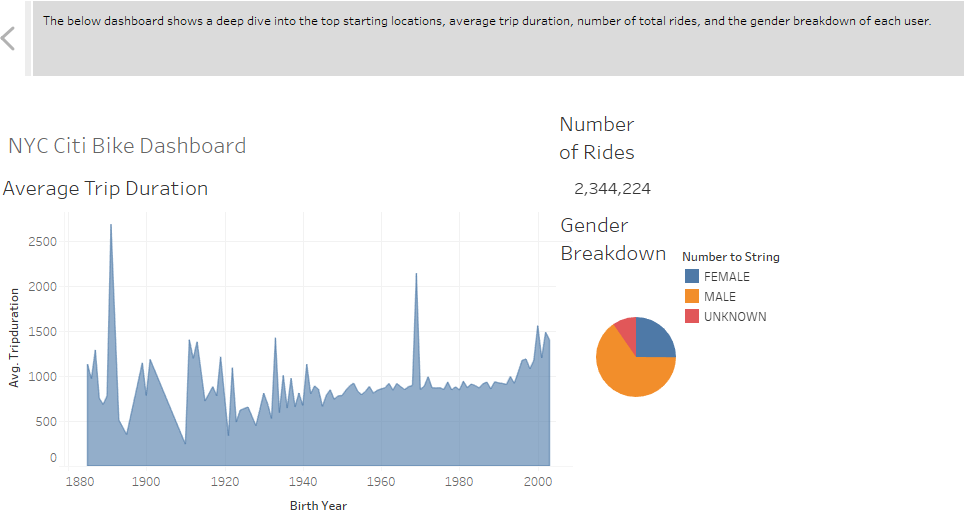 The below dashboard shows a deep dive into the top starting locations, average trip duration, number of total rides, and the gender breakdown of each user.
NYC Citi Bike Dashboard
Average Trip Duration
Avg. Tripduration
2500
2000
1500
1000
500
0
1880 1900 1920 1940 1960 1980 2000
Birth Year
Number
of Rides
2,344,224
Gender
Breakdown
Number to String
FEMALE
MALE
UNKNOWN